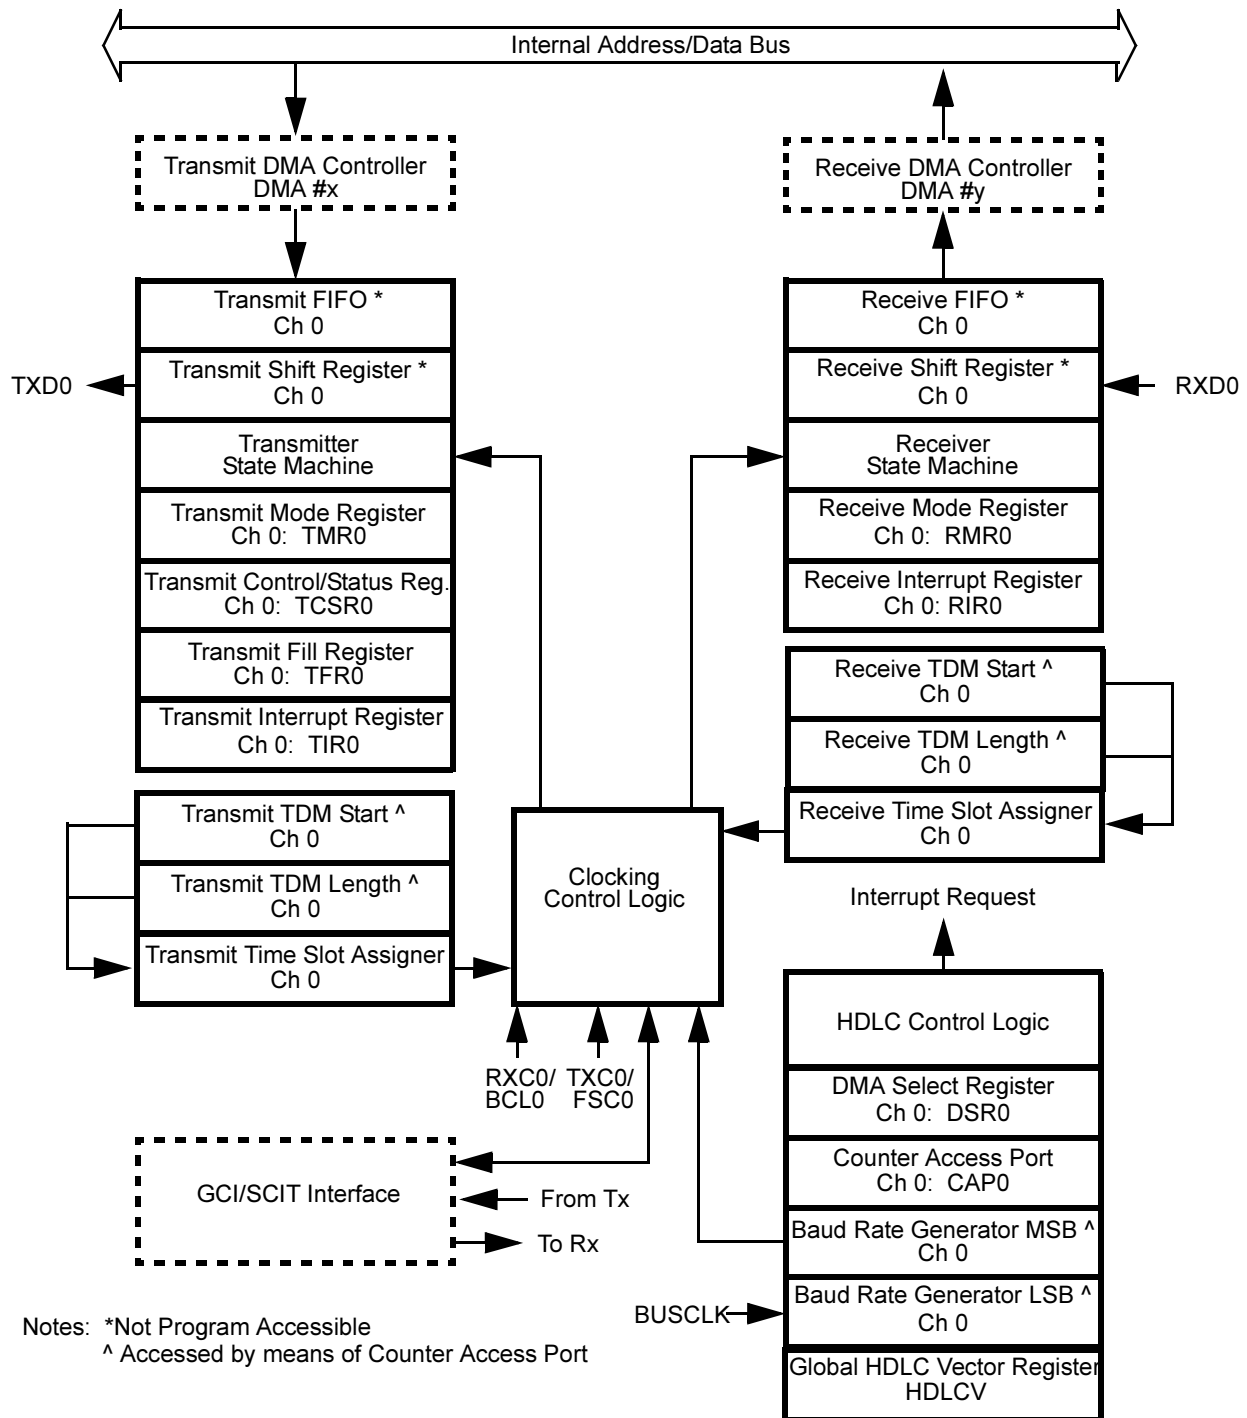 Internal Address/Data Bus
Transmit DMA Controller
DMA #x
Receive DMA Controller
DMA #y
Transmit FIFO *
Ch 0
Transmit Shift Register *
Ch 0
TXD0
Transmitter
State Machine
Transmit Mode Register
Ch 0: TMR0
Transmit Control/Status Reg.
Ch 0: TCSR0
Transmit Fill Register
Ch 0: TFR0
Transmit Interrupt Register
Ch 0: TIR0
Receive FIFO *
Ch 0
Receive Shift Register *
Ch 0
RXD0
Receiver
State Machine
Receive Mode Register
Ch 0: RMR0
Receive Interrupt Register
Ch 0: RIR0
Receive TDM Start ^
Ch 0
Receive TDM Length ^
Ch 0
Receive Time Slot Assigner
Ch 0
Transmit TDM Start ^
Ch 0
Transmit TDM Length ^
Ch 0
Transmit Time Slot Assigner
Ch 0
Clocking
Control Logic
RXC0/
BCL0
TXC0/
FSC0
Interrupt Request
HDLC Control Logic
DMA Select Register
Ch 0: DSR0
Counter Access Port
Ch 0: CAP0
Baud Rate Generator MSB ^
Ch 0
Baud Rate Generator LSB ^
Ch 0
Global HDLC Vector Register
HDLCV
BUSCLK
GCI/SCIT Interface
From Tx
To Rx
Notes: *Not Program Accessible
^ Accessed by means of Counter Access Port